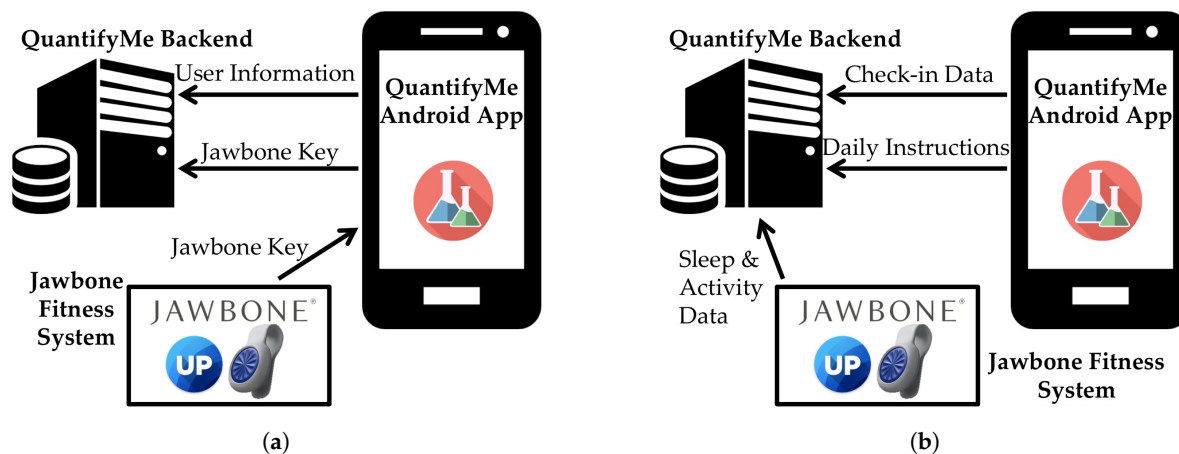 QuantifyMe Backend
User Information
QuantifyMe
Android App
Jawbone Key
Jawbone Key
Jawbone
Fitness
System
JAWBONE®
UP
(a)
QuantifyMe Backend
Check-in Data
QuantifyMe
Android App
Daily Instructions
Sleep &
Activity
Data
JAWBONE®
UP
Jawbone Fitness
System
(b)